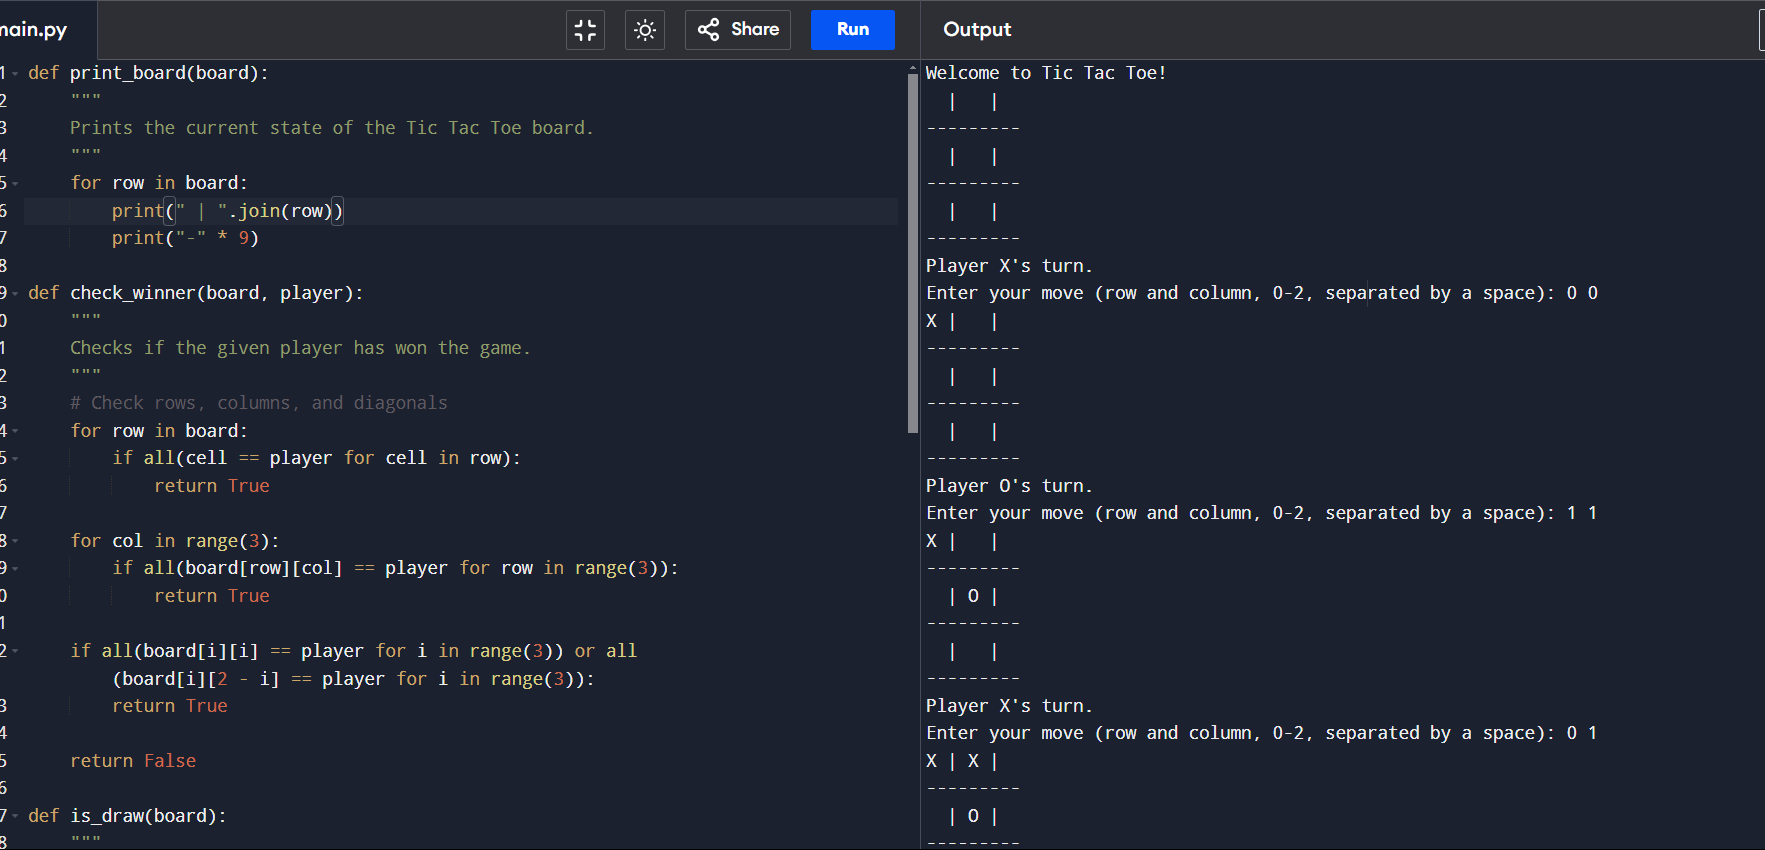 main.py
Share
Run
Output
1 def print_board(board):
2 """
3 Prints the current state of the Tic Tac Toe board.
4 """
5 for row in board:
6 print(" | ".join(row))
7 print("-" * 9)
8
9 def check_winner(board, player):
0 """
1 Checks if the given player has won the game.
2 """
3 # Check rows, columns, and diagonals
4 for row in board:
5 if all(cell == player for cell in row):
6 return True
7
8 for col in range(3):
9 if all(board[row][col] == player for row in range(3)):
0 return True
1
2 if all(board[i][i] == player for i in range(3)) or all
(board[i][2 - i] == player for i in range(3)):
3 return True
4
5 return False
6
7 def is_draw(board):
8 """
Welcome to Tic Tac Toe!
  |   |
---------
  |   |
---------
  |   |
---------
Player X's turn.
Enter your move (row and column, 0-2, separated by a space): 0 0
X |   |
---------
  |   |
---------
  |   |
---------
Player O's turn.
Enter your move (row and column, 0-2, separated by a space): 1 1
X |   |
---------
  | O |
---------
  |   |
---------
Player X's turn.
Enter your move (row and column, 0-2, separated by a space): 0 1
X | X |
---------
  | O |
---------